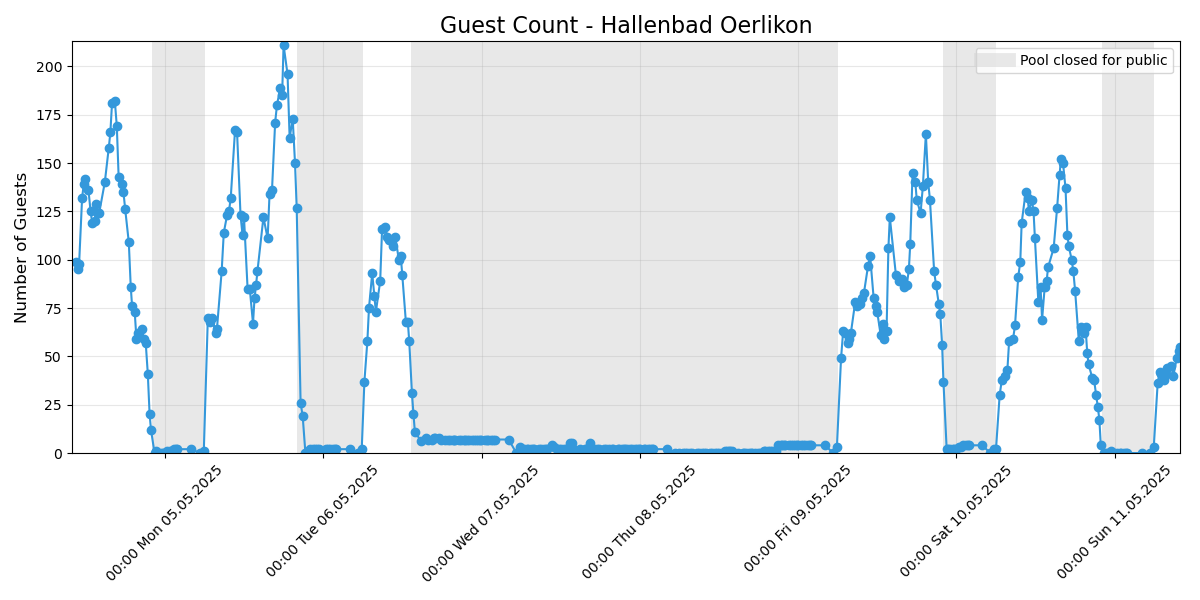 Guest Count - Hallenbad Oerlikon
Pool closed for public
Number of Guests
200
175
150
125
100
75
50
25
0
00:00 Mon 05.05.2025
00:00 Tue 06.05.2025
00:00 Wed 07.05.2025
00:00 Thu 08.05.2025
00:00 Fri 09.05.2025
00:00 Sat 10.05.2025
00:00 Sun 11.05.2025